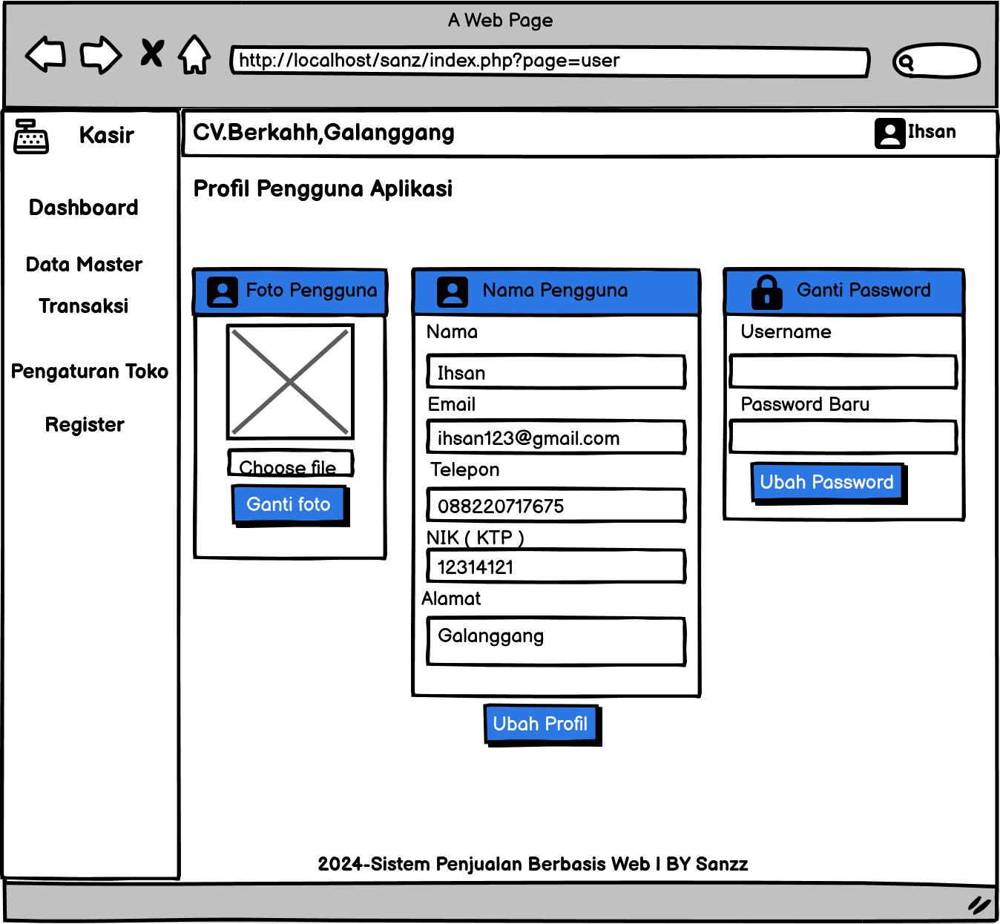 A Web Page
http://localhost/sanz/index.php?page=user
Kasir
CV.Berkahh,Galanggang
Ihsan
Profil Pengguna Aplikasi
Dashboard
Data Master
Transaksi
Pengaturan Toko
Register
Foto Pengguna
Choose file
Ganti foto
Nama Pengguna
Nama
Ihsan
Email
ihsan123@gmail.com
Telepon
088220717675
NIK ( KTP )
12314121
Alamat
Galanggang
Ubah Profil
Ganti Password
Username
Password Baru
Ubah Password
2024-Sistem Penjualan Berbasis Web I BY Sanzz